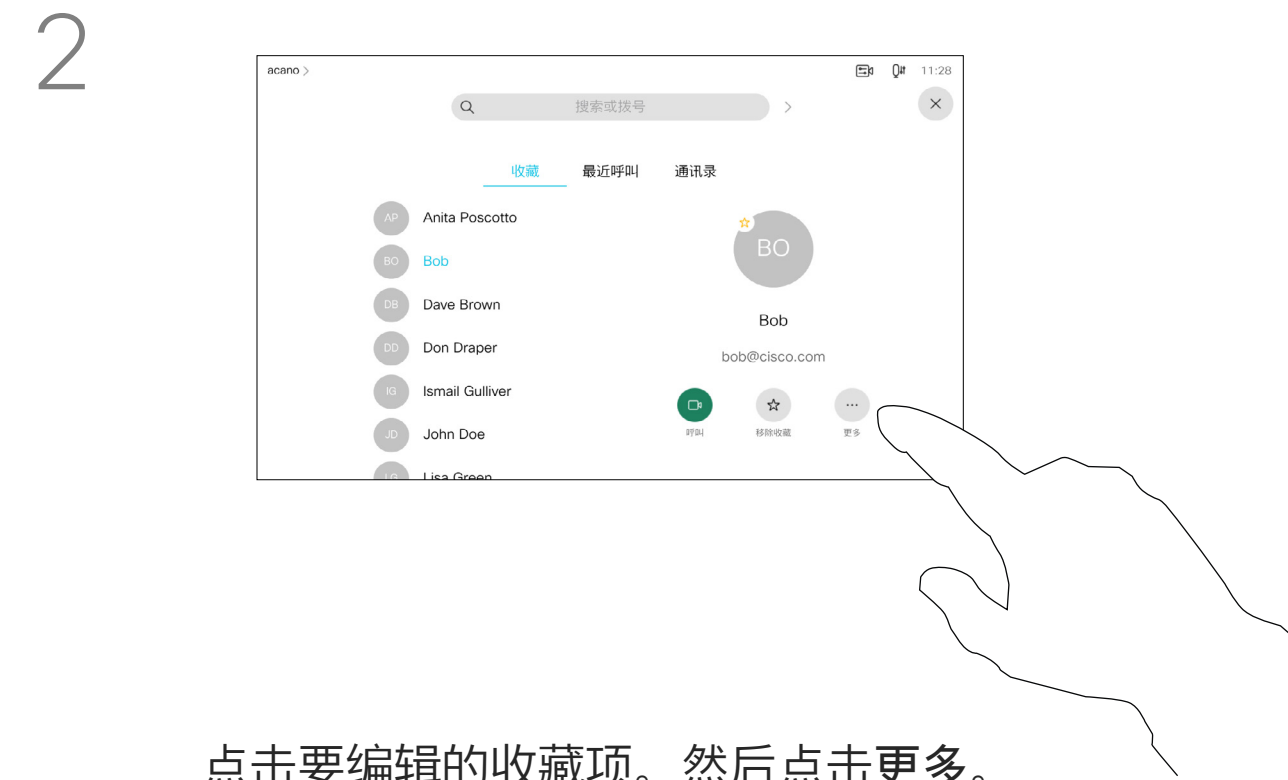 2
acano >
11:28
搜索或拨号
收藏 最近呼叫 通讯录
AP Anita Poscotto
BO Bob
DB Dave Brown
DD Don Draper
IG Ismail Gulliver
JD John Doe
LG Lisa Green
BO
Bob
bob@cisco.com
呼叫 移除收藏 更多
点击要编辑的收藏项。然后点击更多。